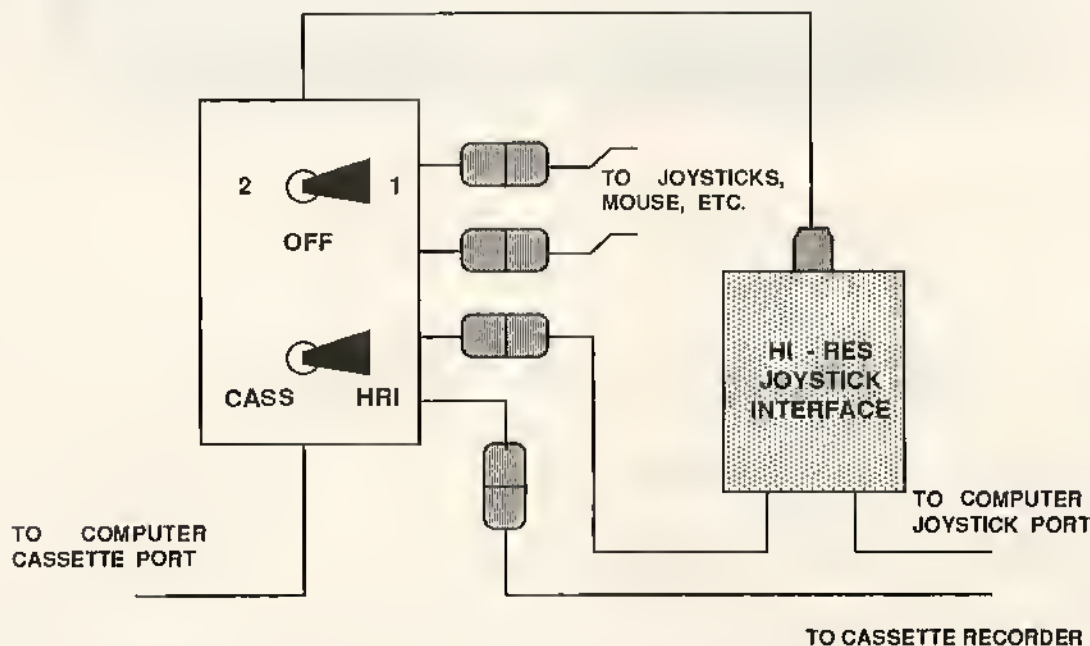 2 1
OFF
CASS HRI
TO JOYSTICKS,
MOUSE, ETC.
HI - RES
JOYSTICK
INTERFACE
TO COMPUTER
CASSETTE PORT
TO COMPUTER
JOYSTICK PORT
TO CASSETTE RECORDER